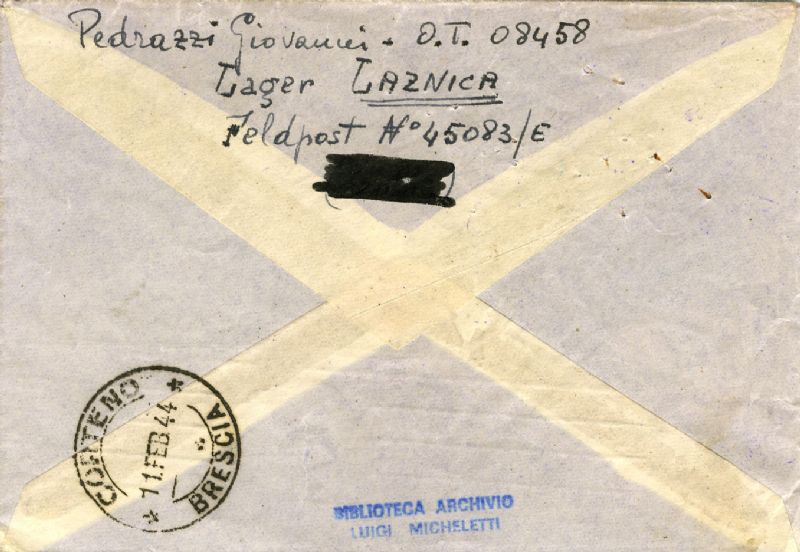 Pedrazzi Giovanni - O.T. 08458
Lager LAZNICA
Feldpost N° 45083/E
CORTENO
11.FEB 44
BRESCIA
BIBLIOTECA ARCHIVIO
LUIGI MICHELETTI